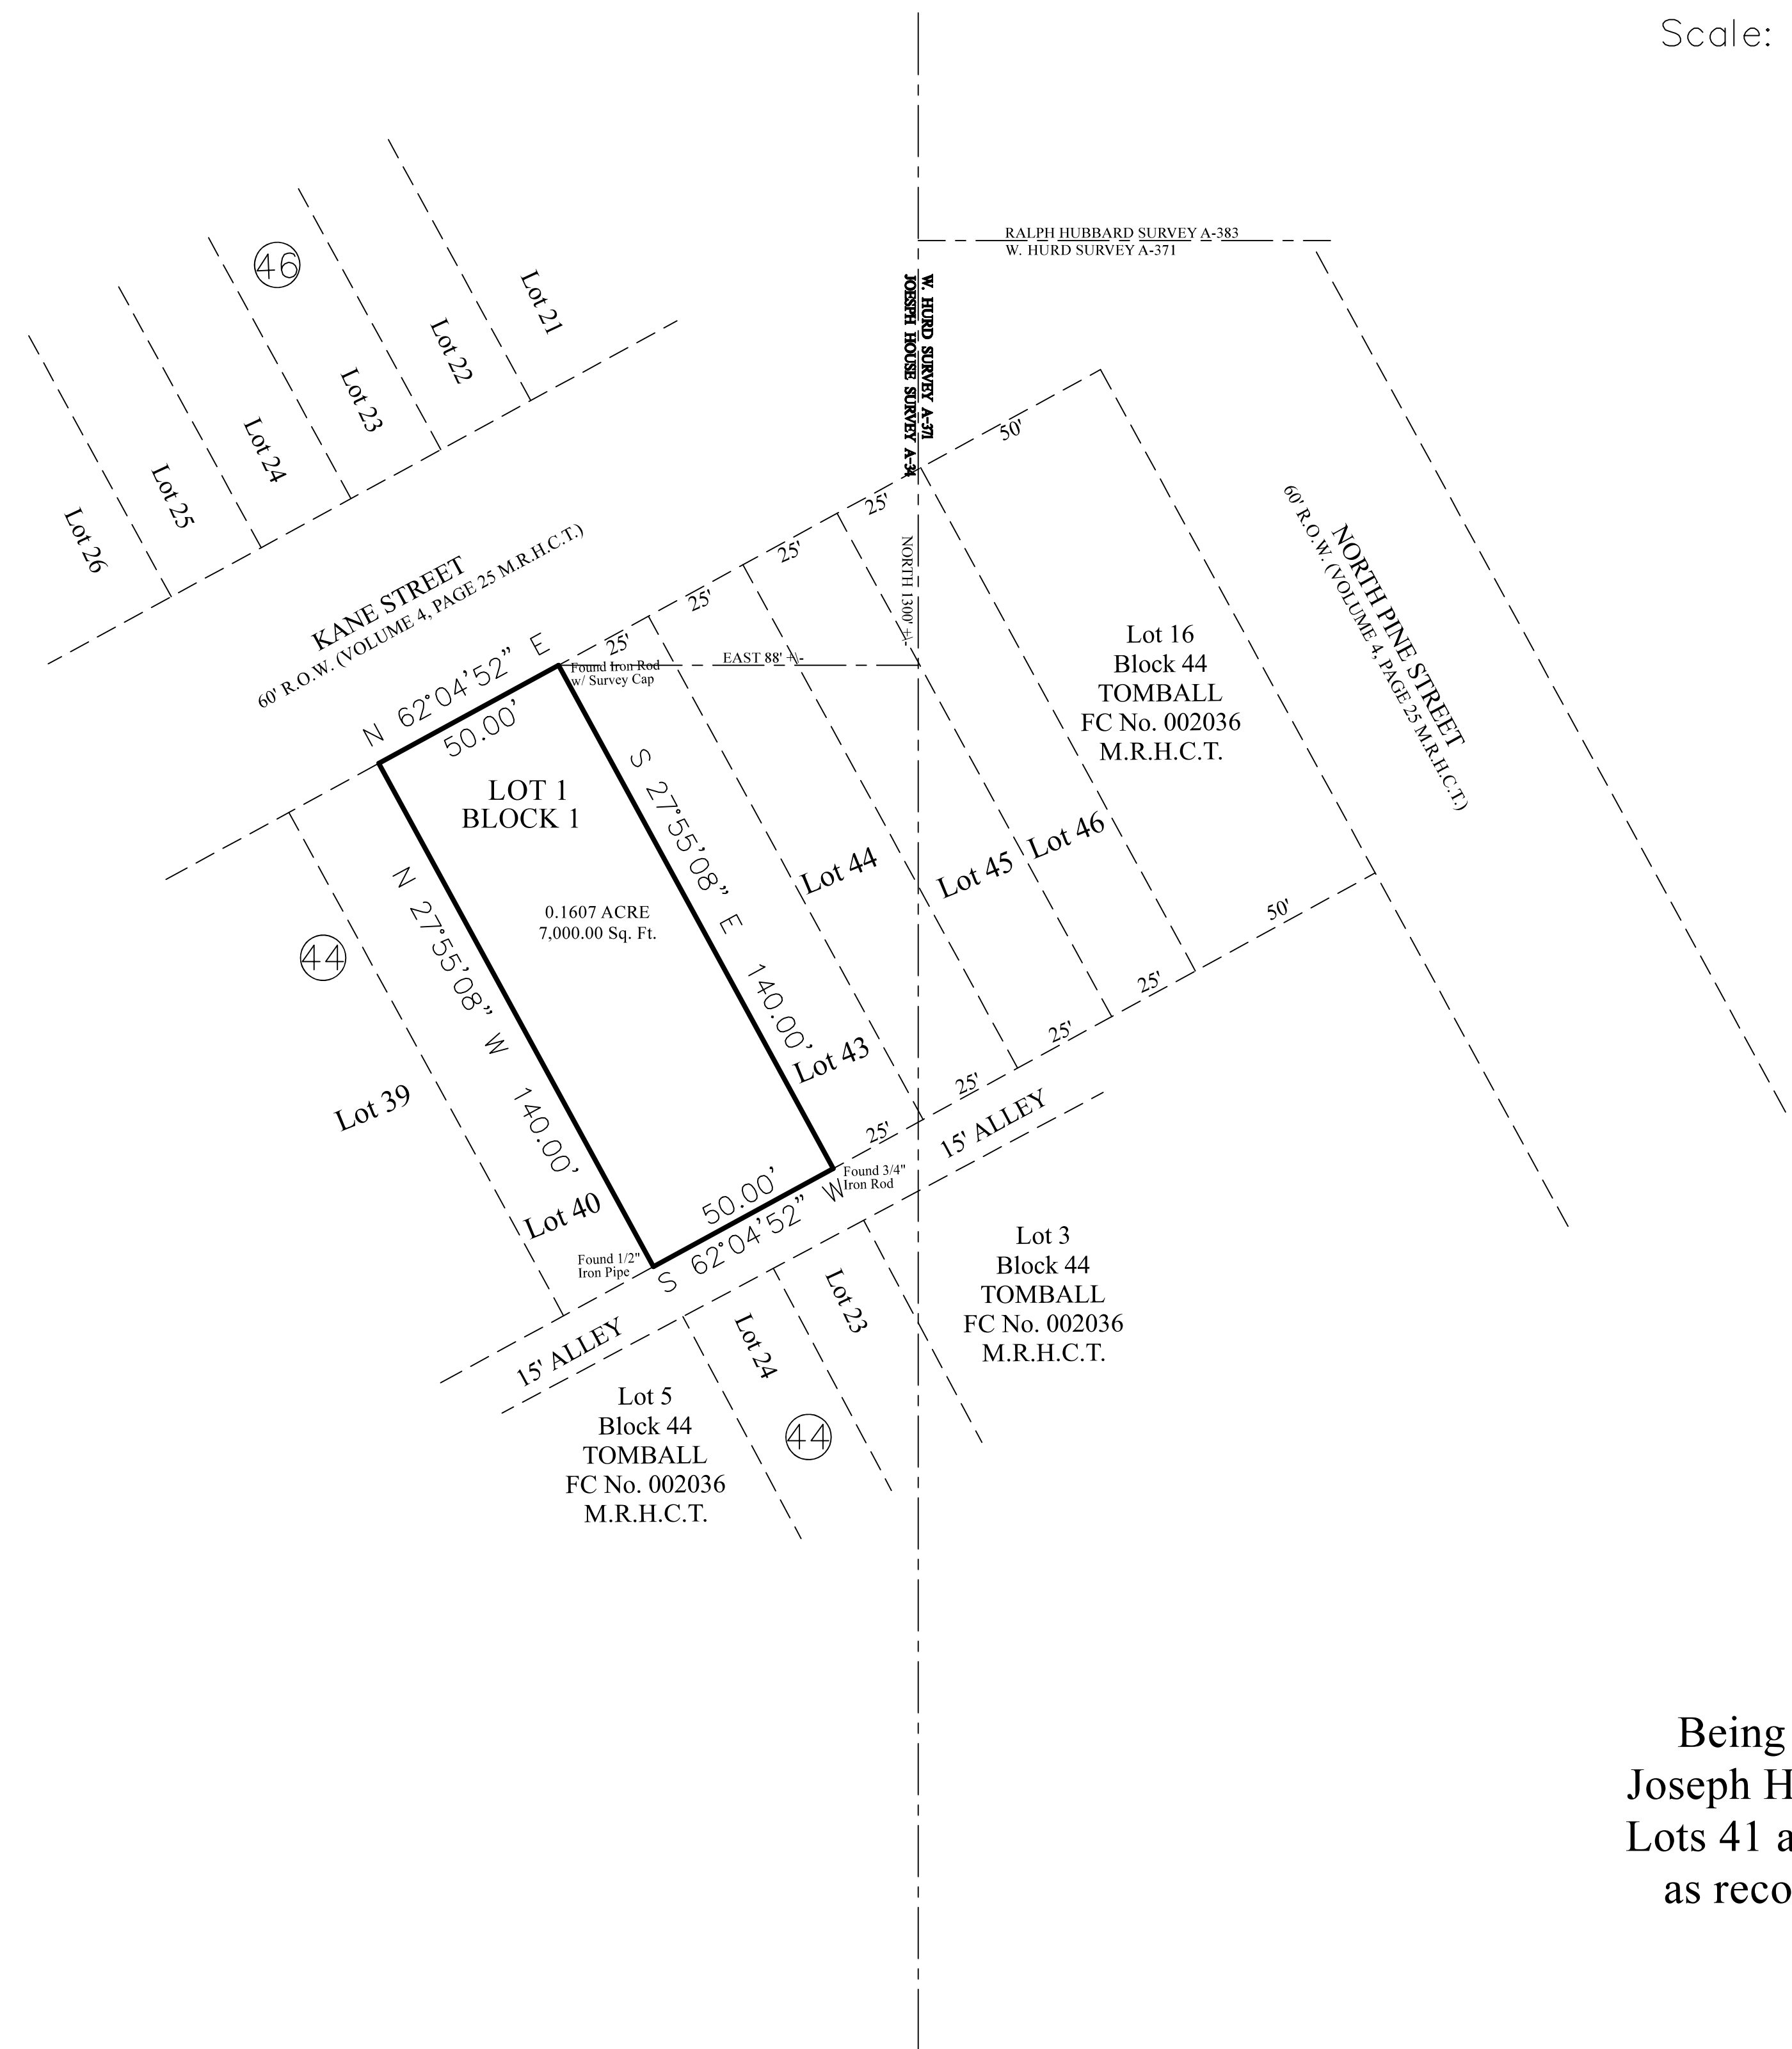 Scale:
RALPH HUBBARD SURVEY A-383
W. HURD SURVEY A-371
W. HURD SURVEY A-371
JOESPH HOUSE SURVEY A-34
46
Lot 21
Lot 22
Lot 23
Lot 24
Lot 25
Lot 26
50'
25'
25'
25'
25'
NORTH 1300' +\-
EAST 88' +\-
KANE STREET
60' R.O.W. (VOLUME 4, PAGE 25 M.R.H.C.T.)
NORTH PINE STREET
60' R.O.W. (VOLUME 4, PAGE 25 M.R.H.C.T.)
Found Iron Rod
w/ Survey Cap
N 62°04'52" E
50.00'
Lot 16
Block 44
TOMBALL
FC No. 002036
M.R.H.C.T.
LOT 1
BLOCK 1
0.1607 ACRE
7,000.00 Sq. Ft.
S 27°55'08" E 140.00'
N 27°55'08" W 140.00'
44
Lot 39
Lot 40
Lot 43
Lot 44
Lot 45
Lot 46
50'
25'
25'
25'
25'
15' ALLEY
Found 3/4"
Iron Rod
50.00'
S 62°04'52" W
Found 1/2"
Iron Pipe
15' ALLEY
Lot 3
Block 44
TOMBALL
FC No. 002036
M.R.H.C.T.
Lot 23
Lot 24
44
Lot 5
Block 44
TOMBALL
FC No. 002036
M.R.H.C.T.
Being
Joseph H
Lots 41 a
as reco